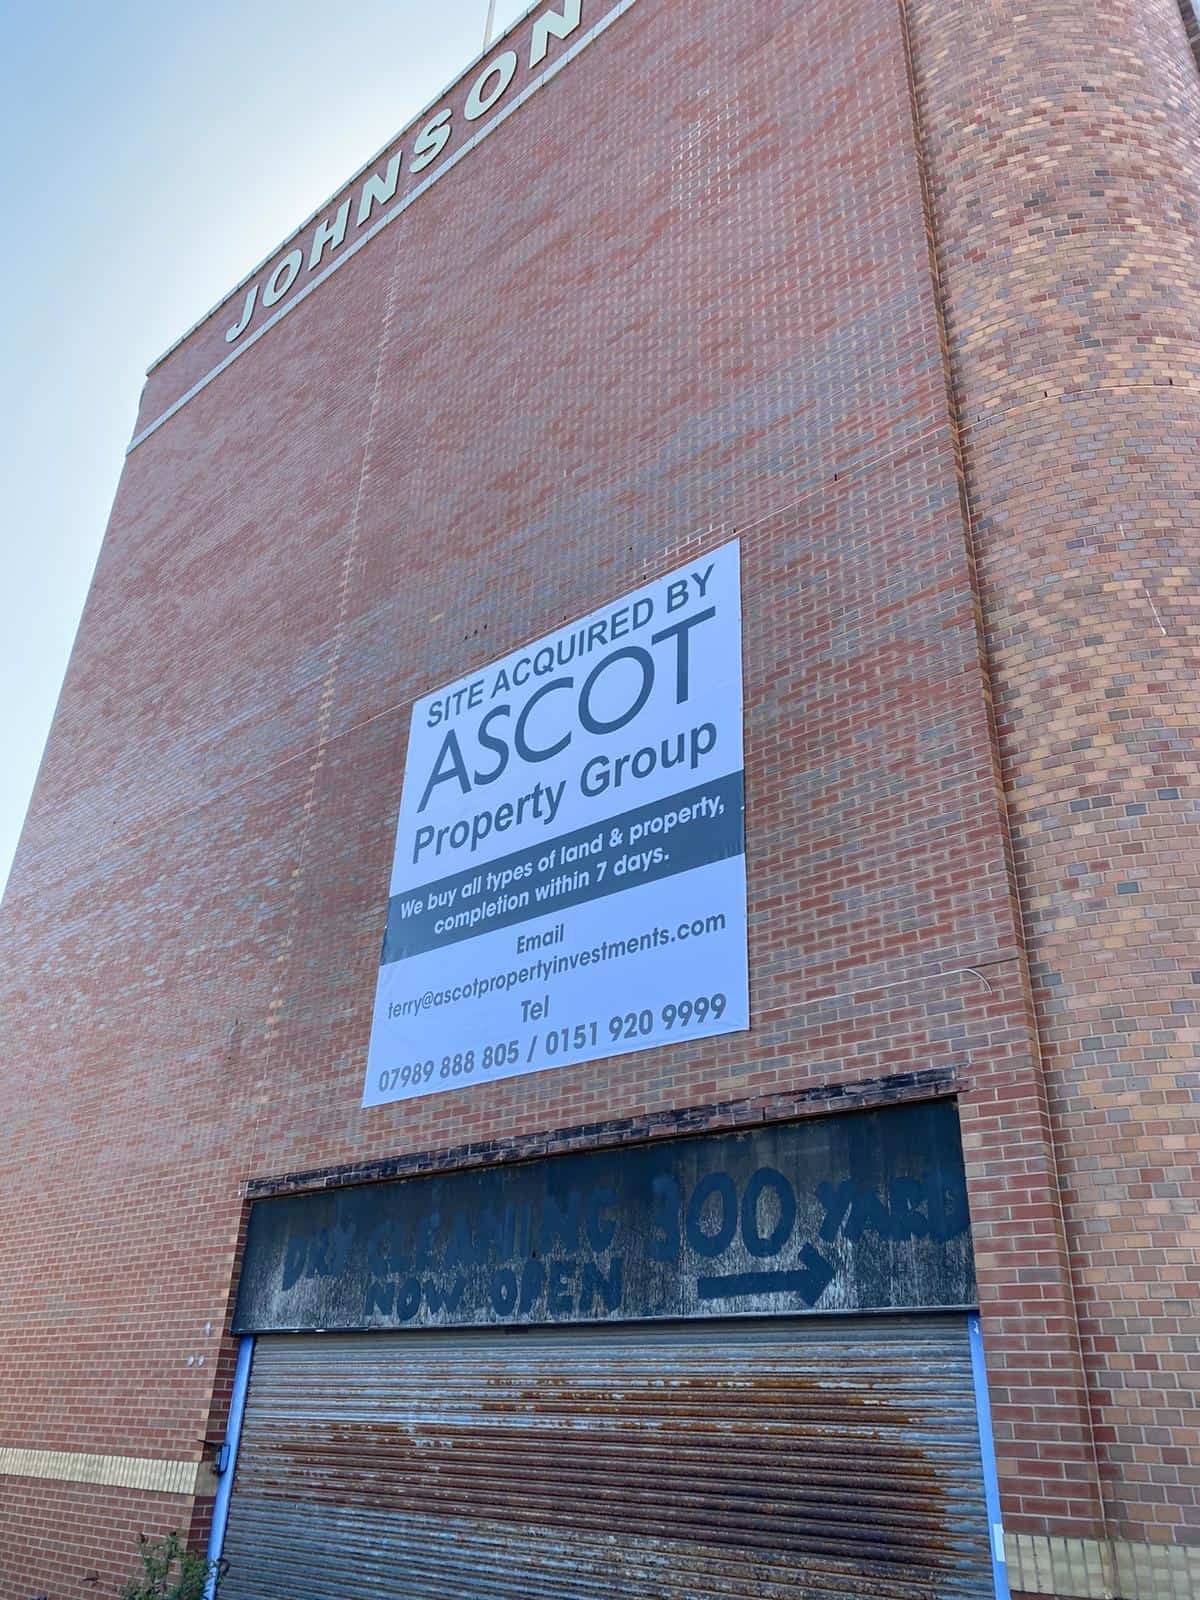 JOHNSON
SITE ACQUIRED BY
ASCOT
Property Group
We buy all types of land & property,
completion within 7 days.
Email
terry@ascotpropertyinvestments.com
Tel
07989 888 805 / 0151 920 9999
DRY CLEANING 300 YARD
NOW OPEN